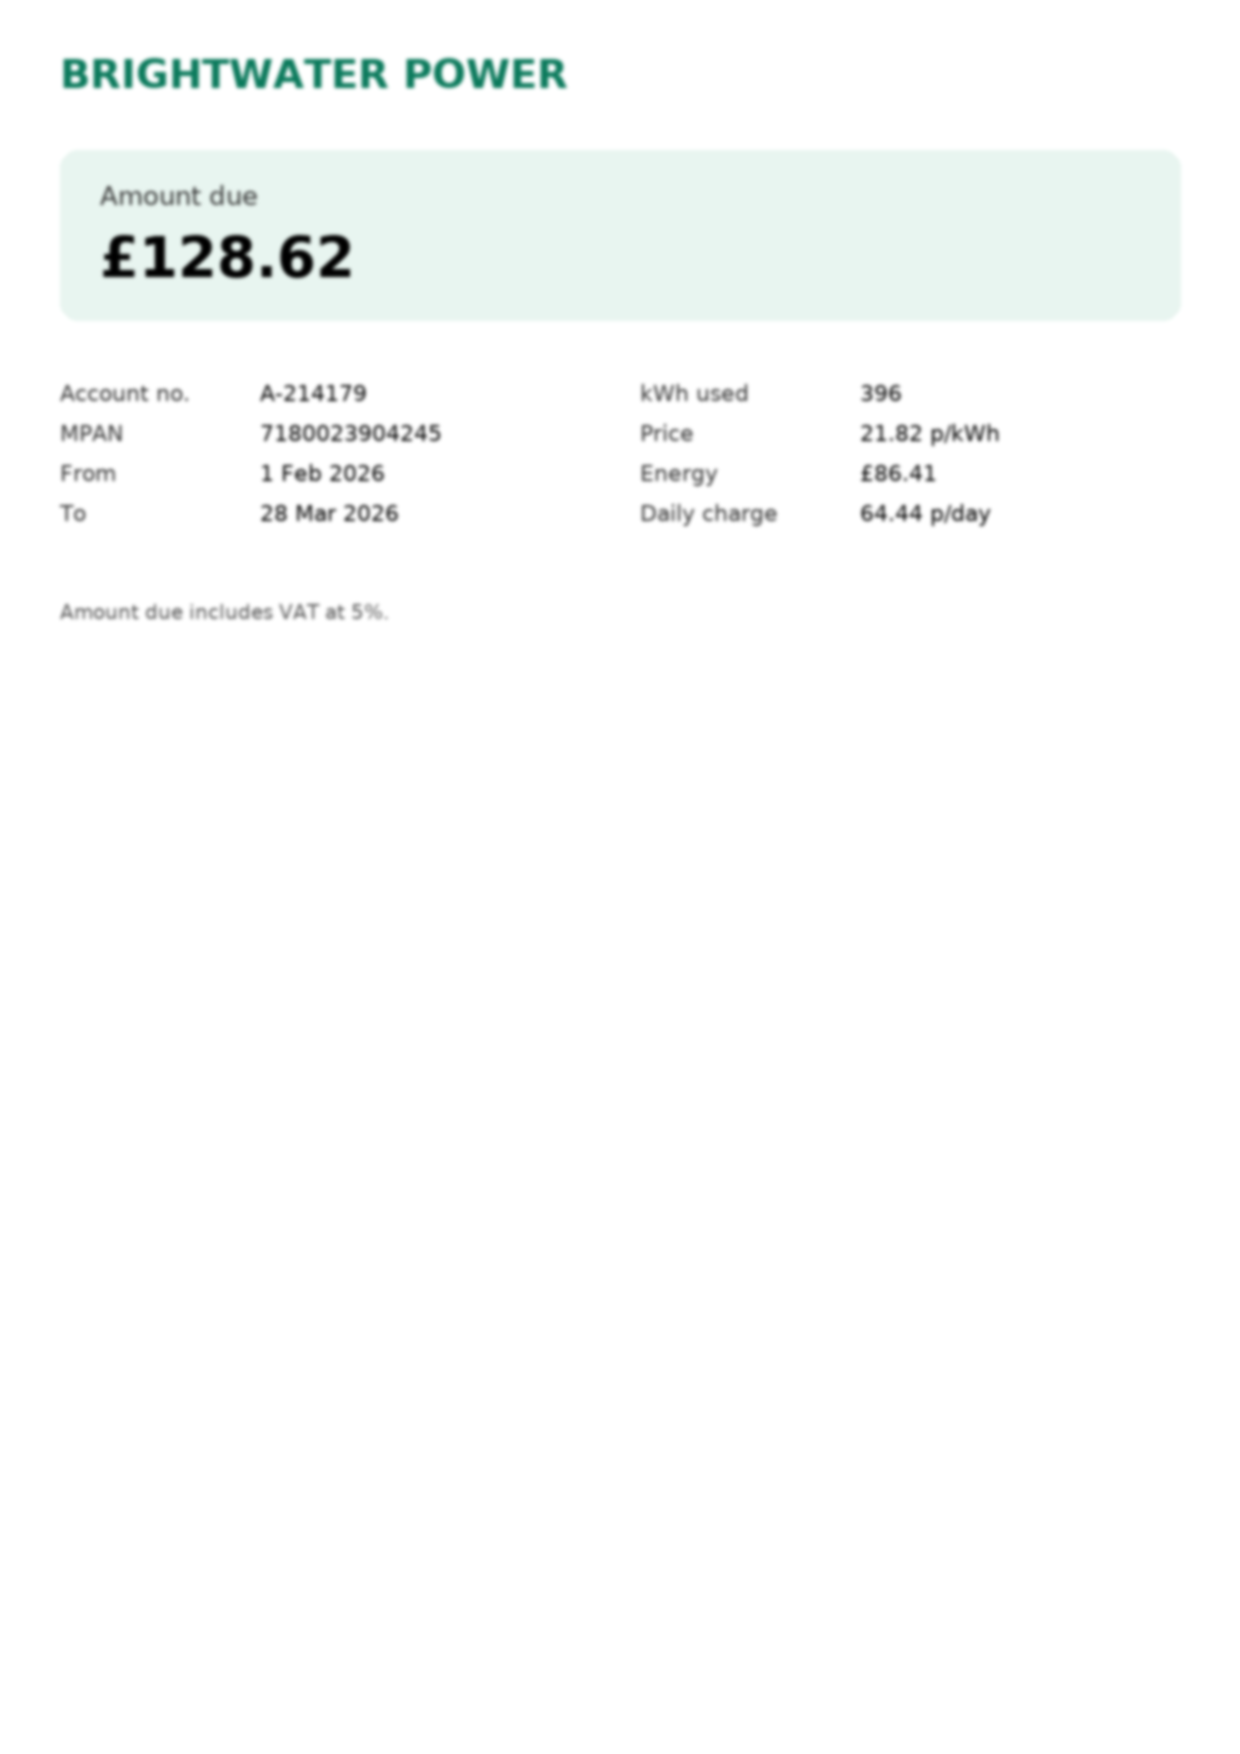 BRIGHTWATER POWER
Amount due
£128.62
Account no. A-214179 kWh used 396
MPAN 7180023904245 Price 21.82 p/kWh
From 1 Feb 2026 Energy £86.41
To 28 Mar 2026 Daily charge 64.44 p/day
Amount due includes VAT at 5%.